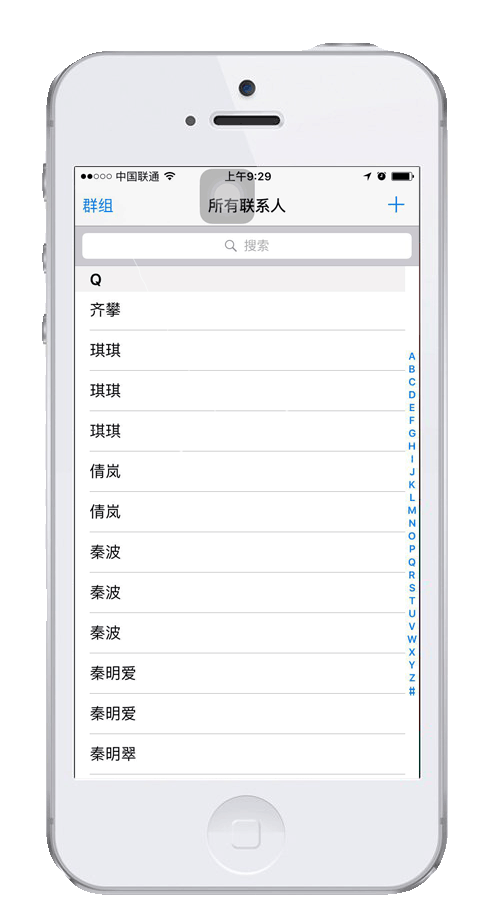 中国联通 上午9:29
群组 所有联系人 +
搜索
Q
齐攀
琪琪
琪琪
琪琪
倩岚
倩岚
秦波
秦波
秦波
秦明爱
秦明爱
秦明翠
A
B
C
D
E
F
G
H
I
J
K
L
M
N
O
P
Q
R
S
T
U
V
W
X
Y
Z
#